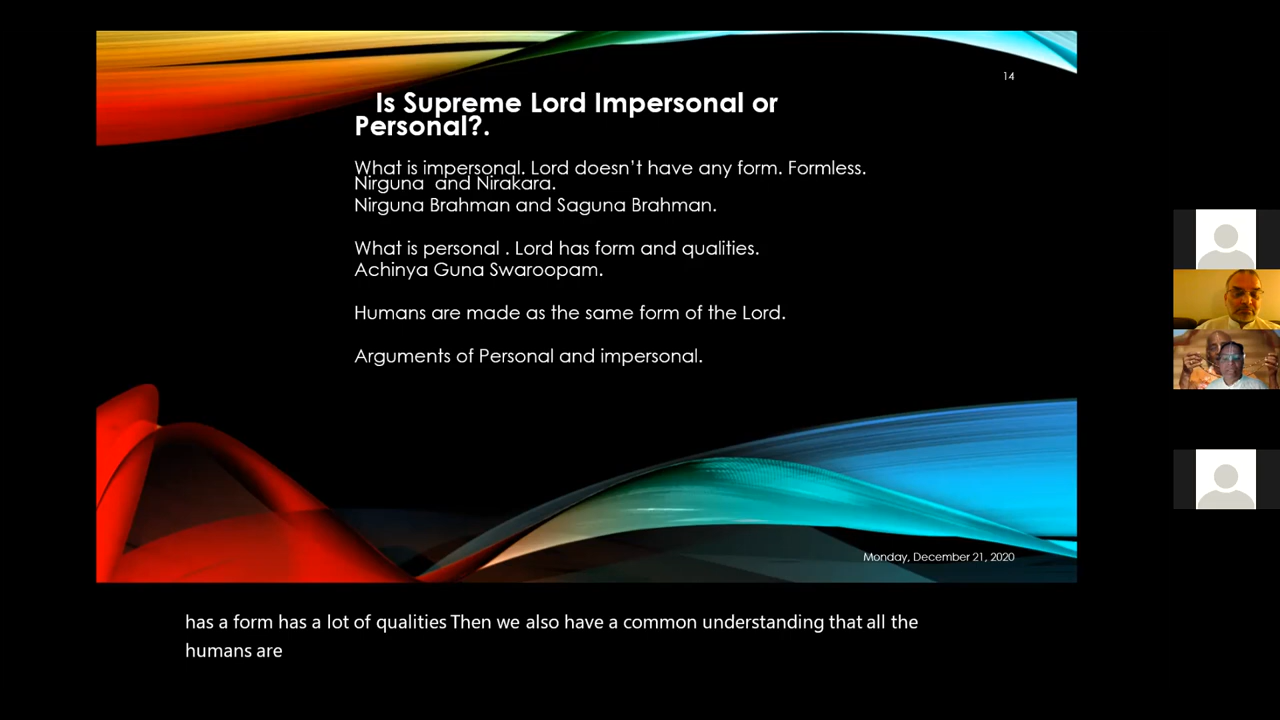 14
Is Supreme Lord Impersonal or
Personal?.
What is impersonal. Lord doesn’t have any form. Formless.
Nirguna and Nirakara.
Nirguna Brahman and Saguna Brahman.
What is personal . Lord has form and qualities.
Achinya Guna Swaroopam.
Humans are made as the same form of the Lord.
Arguments of Personal and impersonal.
Monday, December 21, 2020
has a form has a lot of qualities Then we also have a common understanding that all the
humans are